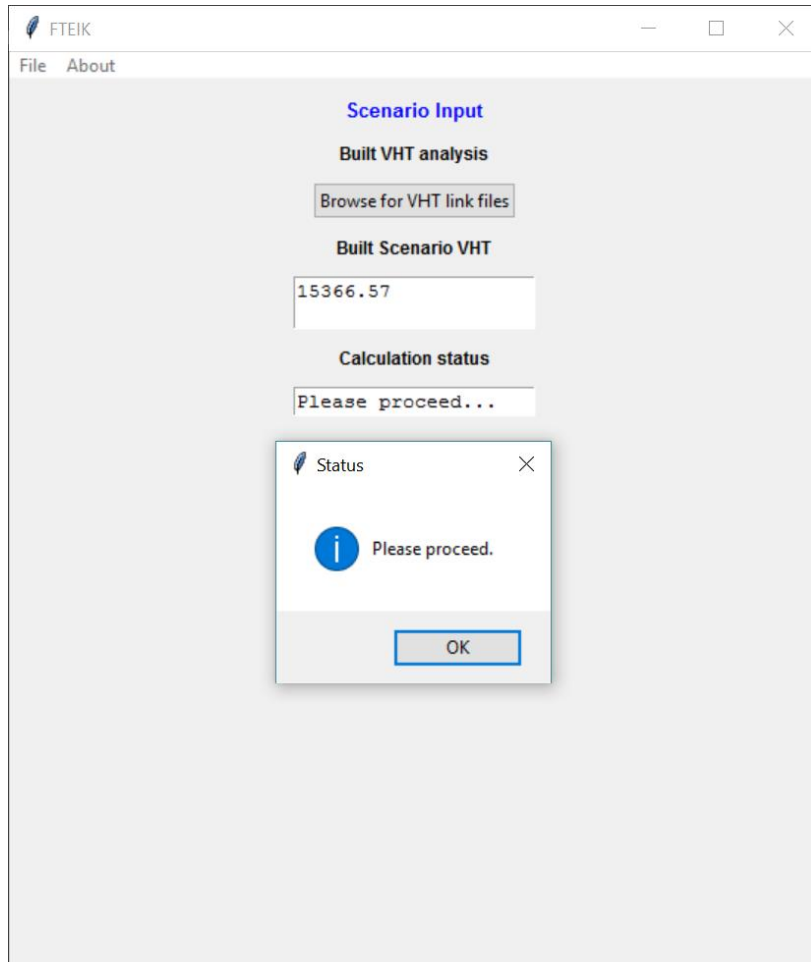 FTEIK
File About
Scenario Input
Built VHT analysis
Browse for VHT link files
Built Scenario VHT
15366.57
Calculation status
Please proceed...
Status
Please proceed.
OK